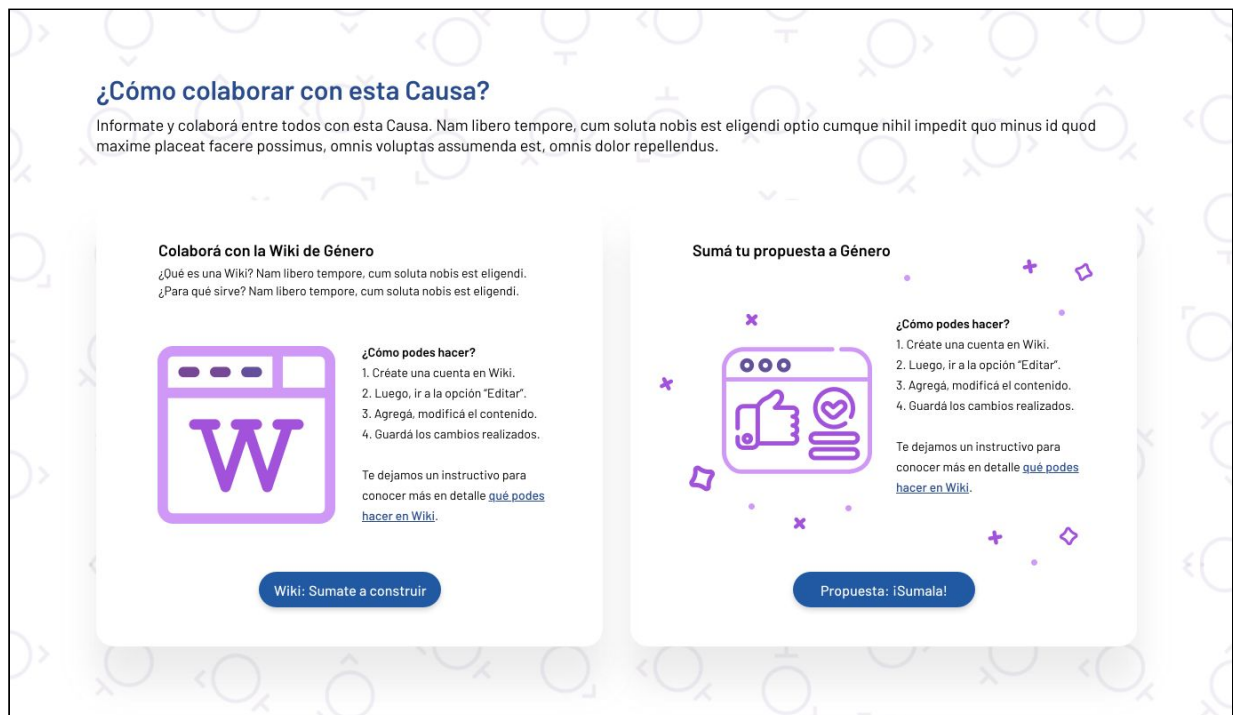 ¿Cómo colaborar con esta Causa?
Informate y colaborá entre todos con esta Causa. Nam libero tempore, cum soluta nobis est eligendi optio cumque nihil impedit quo minus id quod
maxime placeat facere possimus, omnis voluptas assumenda est, omnis dolor repellendus.
Colaborá con la Wiki de Género
¿Qué es una Wiki? Nam libero tempore, cum soluta nobis est eligendi.
¿Para qué sirve? Nam libero tempore, cum soluta nobis est eligendi.
W
¿Cómo podes hacer?
1. Créate una cuenta en Wiki.
2. Luego, ir a la opción “Editar”.
3. Agregá, modificá el contenido.
4. Guardá los cambios realizados.
Te dejamos un instructivo para
conocer más en detalle qué podes
hacer en Wiki.
Wiki: Sumate a construir
Sumá tu propuesta a Género
¿Cómo podes hacer?
1. Créate una cuenta en Wiki.
2. Luego, ir a la opción “Editar”.
3. Agregá, modificá el contenido.
4. Guardá los cambios realizados.
Te dejamos un instructivo para
conocer más en detalle qué podes
hacer en Wiki.
Propuesta: ¡Sumala!